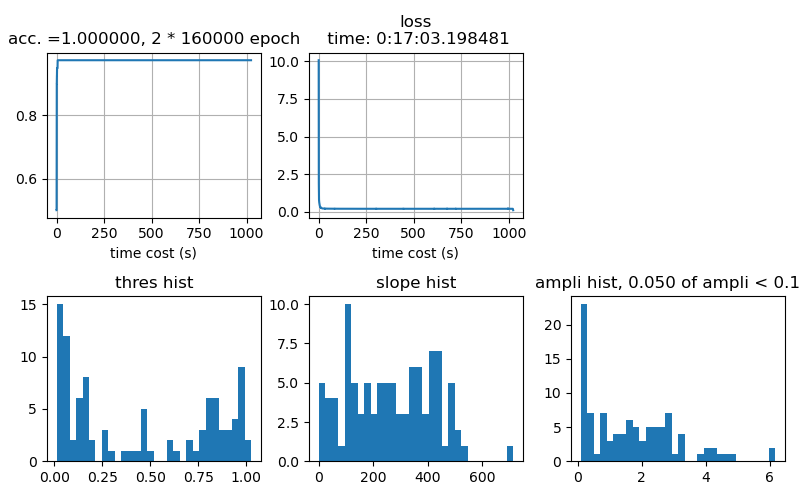 acc. =1.000000, 2 * 160000 epoch
0.8
0.6
0 250 500 750 1000
time cost (s)
loss
time: 0:17:03.198481
10.0
7.5
5.0
2.5
0.0
0 250 500 750 1000
time cost (s)
thres hist
15
10
5
0
0.00 0.25 0.50 0.75 1.00
slope hist
10.0
7.5
5.0
2.5
0.0
0 200 400 600
ampli hist, 0.050 of ampli < 0.1
20
15
10
5
0
0 2 4 6